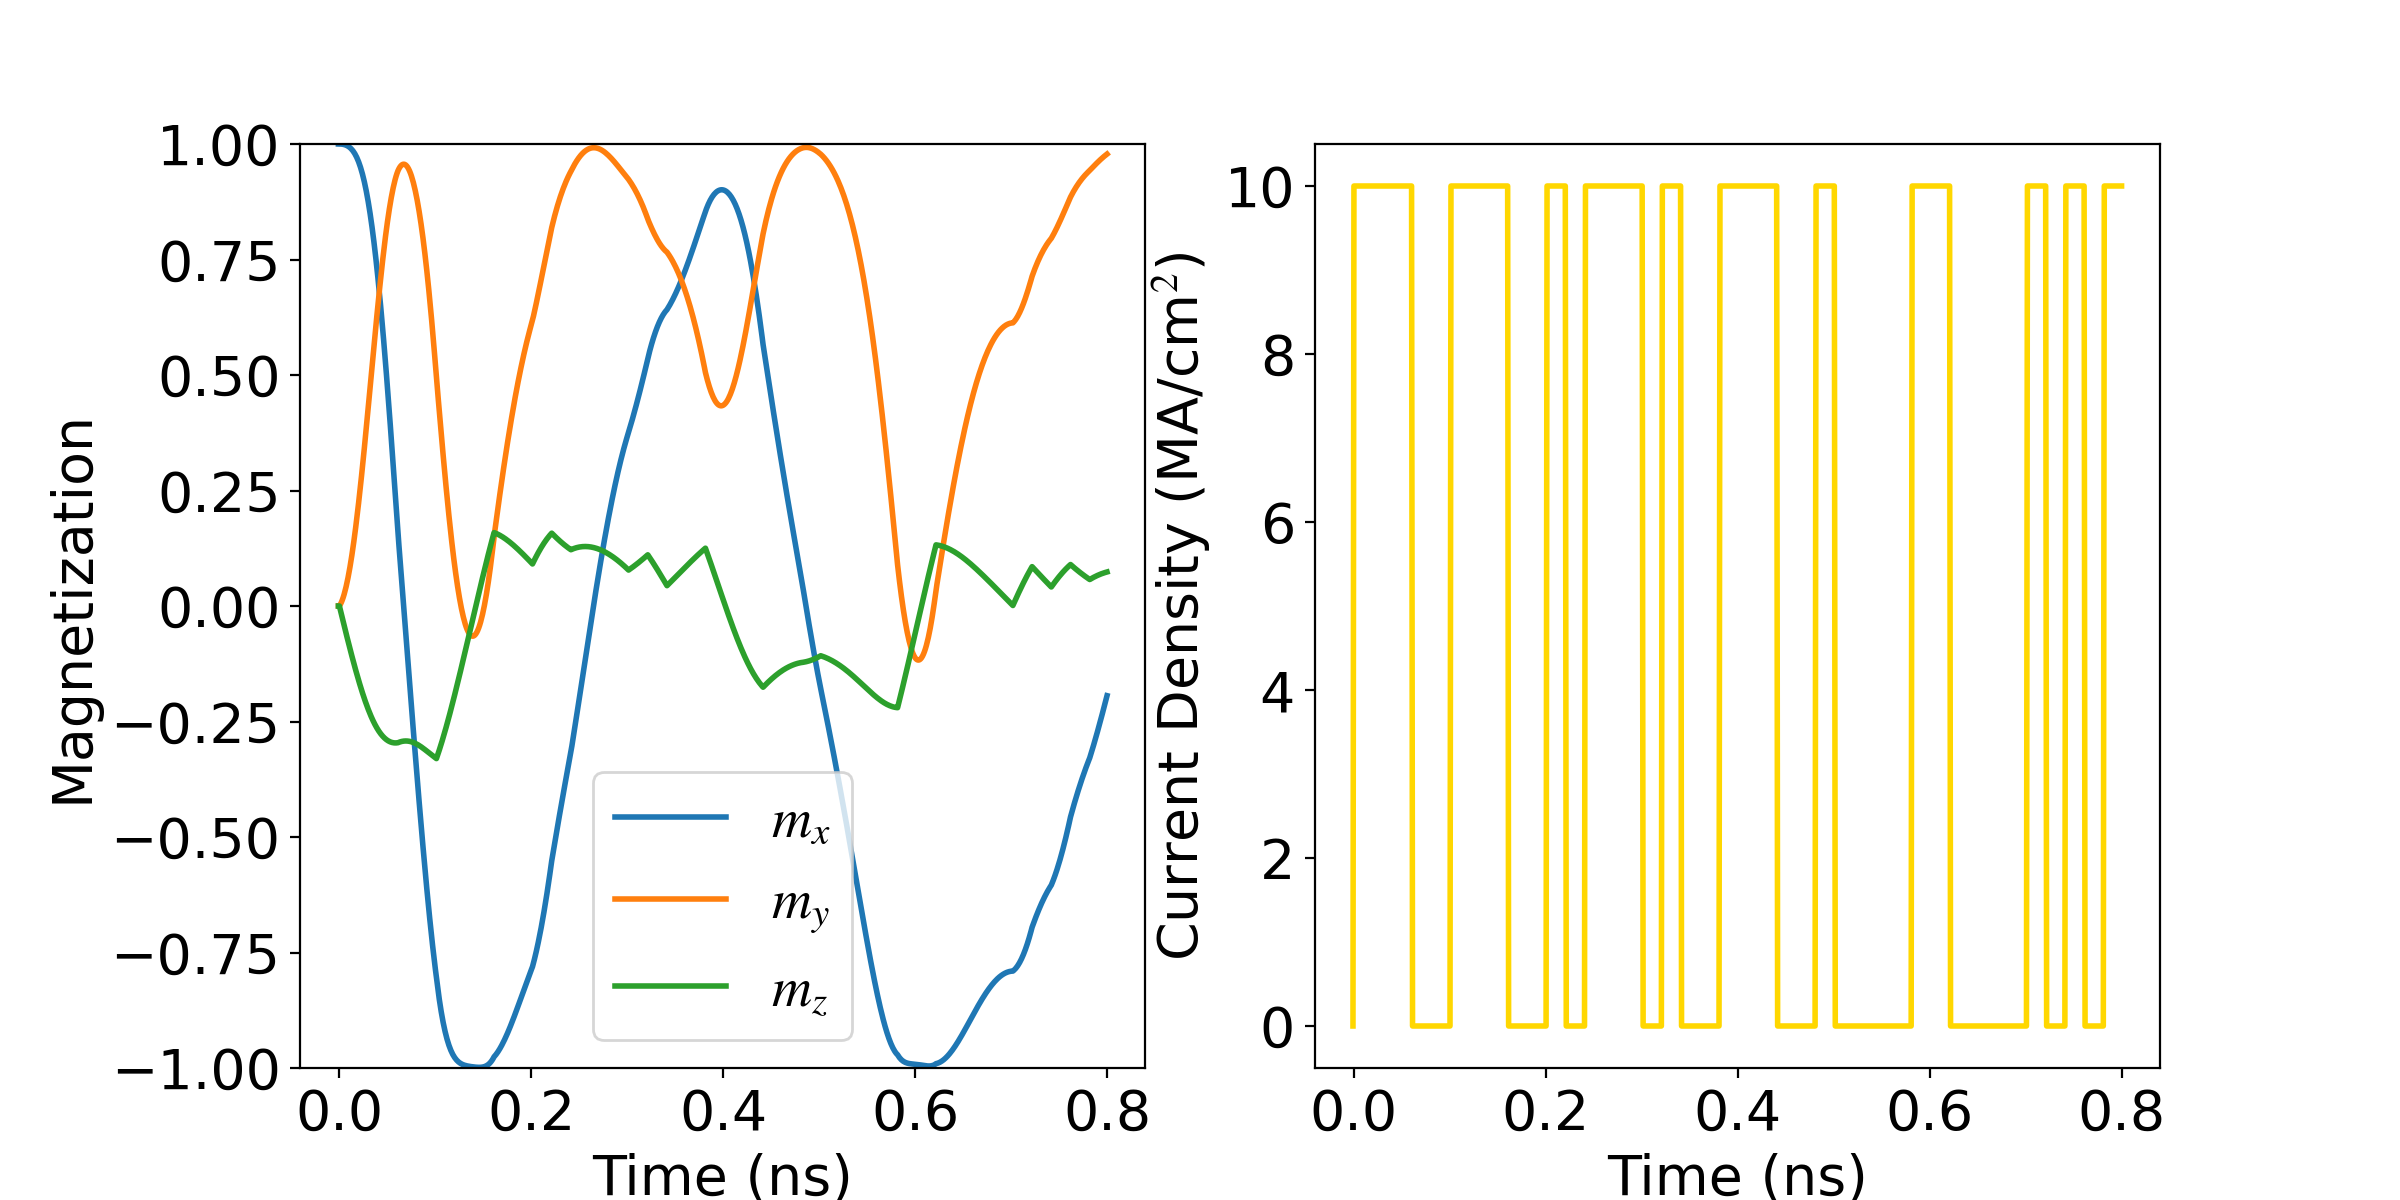 1.00
0.75
0.50
0.25
0.00
−0.25
−0.50
−0.75
−1.00
Magnetization
0.0 0.2 0.4 0.6 0.8
Time (ns)
m_x
m_y
m_z
10
8
6
4
2
0
Current Density (MA/cm²)
0.0 0.2 0.4 0.6 0.8
Time (ns)